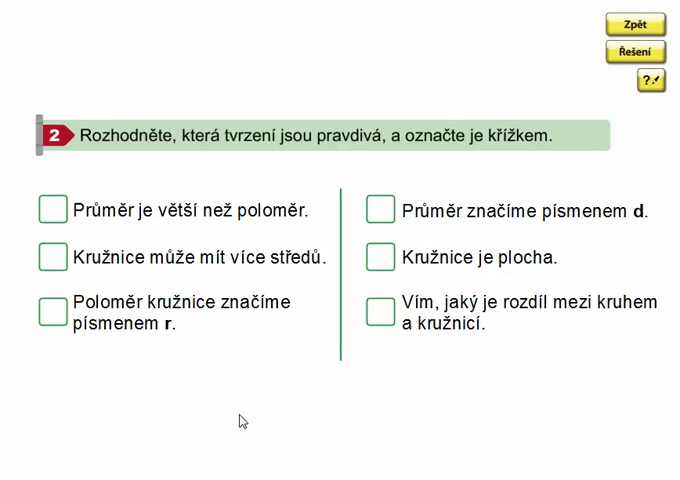 Zpět
Řešení
?
2 Rozhodněte, která tvrzení jsou pravdivá, a označte je křížkem.
Průměr je větší než poloměr.
Kružnice může mít více středů.
Poloměr kružnice značíme
písmenem r.
Průměr značíme písmenem d.
Kružnice je plocha.
Vím, jaký je rozdíl mezi kruhem
a kružnicí.